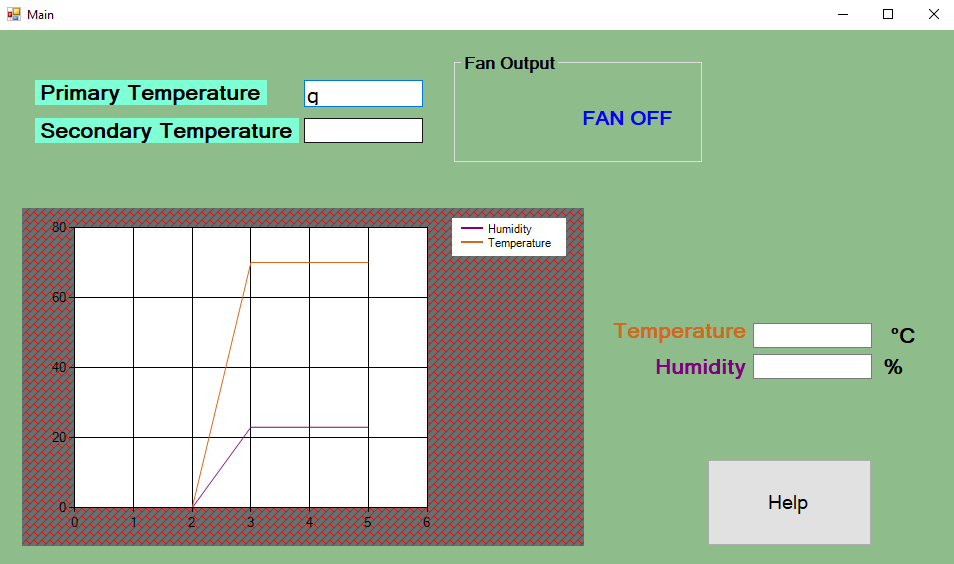 Main
Primary Temperature
q
Secondary Temperature
Fan Output
FAN OFF
Humidity
Temperature
80
60
40
20
0
0 1 2 3 4 5 6
Temperature °C
Humidity %
Help